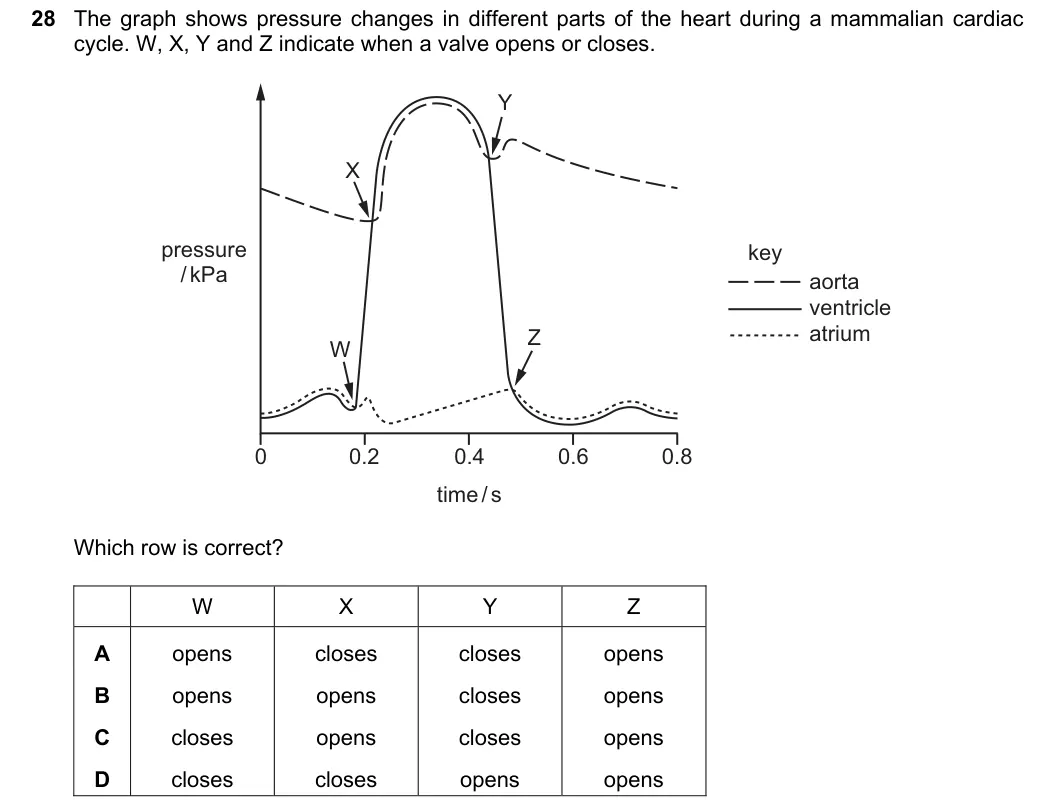 28 The graph shows pressure changes in different parts of the heart during a mammalian cardiac
cycle. W, X, Y and Z indicate when a valve opens or closes.
Y
X
pressure
/ kPa
key
aorta
ventricle
atrium
W
Z
0 0.2 0.4 0.6 0.8
time / s
Which row is correct?
W X Y Z
A opens closes closes opens
B opens opens closes opens
C closes opens closes opens
D closes closes opens opens